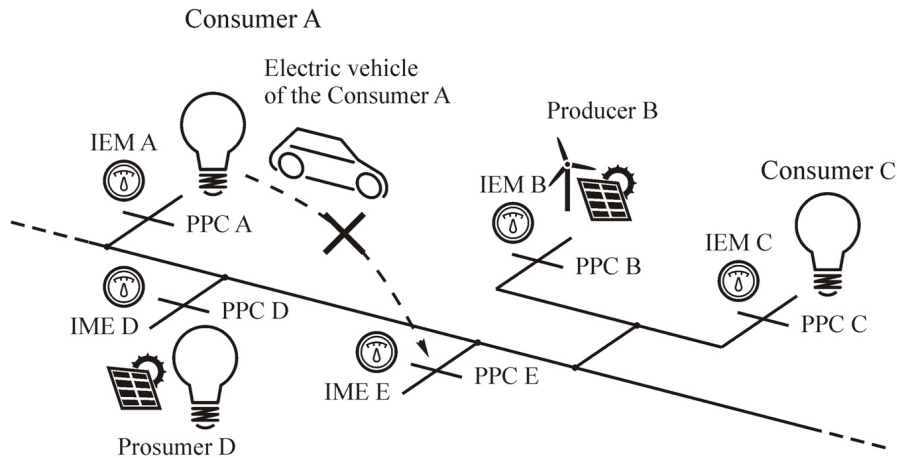 Consumer A
Electric vehicle
of the Consumer A
Producer B
IEM A
Consumer C
IEM B
PPC A
IEM C
PPC B
PPC D
IME D
PPC C
PPC E
IME E
Prosumer D